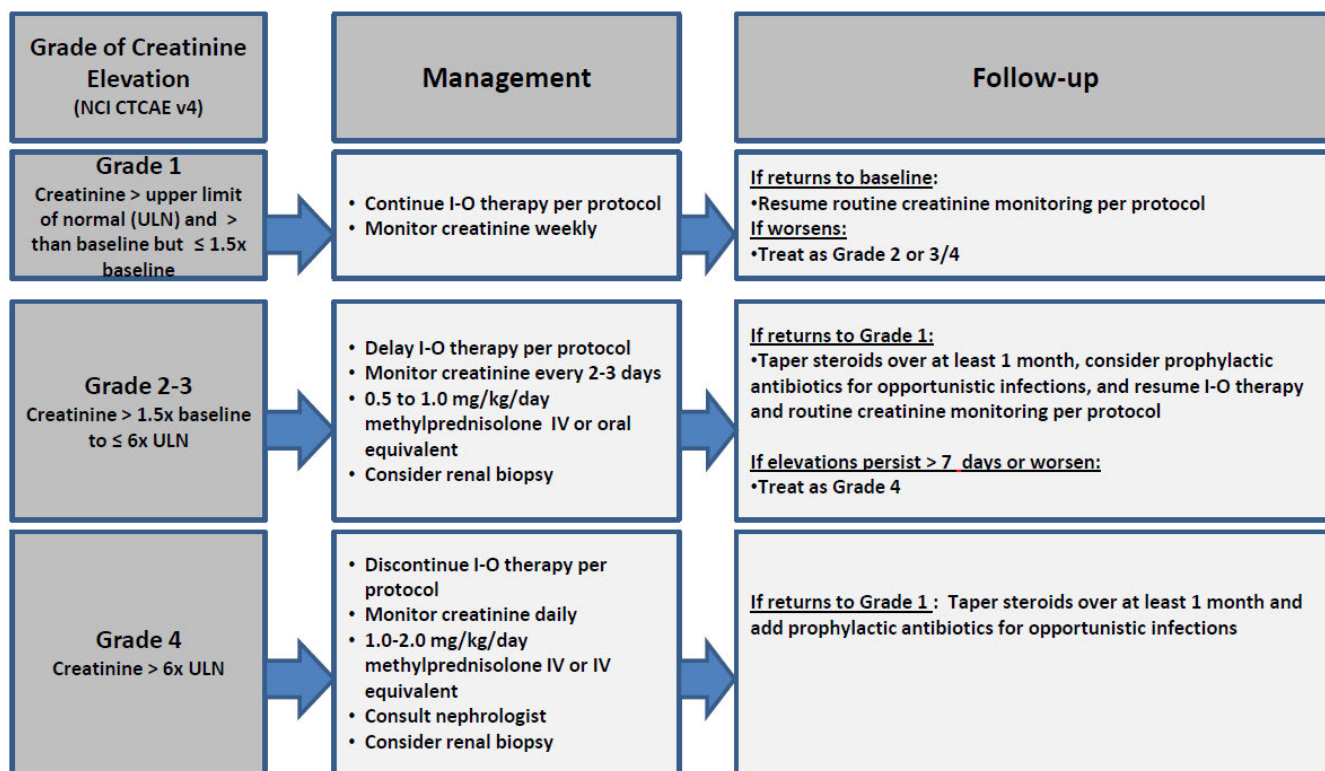 Grade of Creatinine
Elevation
(NCI CTCAE v4)
Management
Follow-up
Grade 1
Creatinine > upper limit
of normal (ULN) and >
than baseline but ≤ 1.5x
baseline
• Continue I-O therapy per protocol
• Monitor creatinine weekly
If returns to baseline:
•Resume routine creatinine monitoring per protocol
If worsens:
•Treat as Grade 2 or 3/4
Grade 2-3
Creatinine > 1.5x baseline
to ≤ 6x ULN
• Delay I-O therapy per protocol
• Monitor creatinine every 2-3 days
• 0.5 to 1.0 mg/kg/day
methylprednisolone IV or oral
equivalent
• Consider renal biopsy
If returns to Grade 1:
•Taper steroids over at least 1 month, consider prophylactic
antibiotics for opportunistic infections, and resume I-O therapy
and routine creatinine monitoring per protocol
If elevations persist > 7 days or worsen:
•Treat as Grade 4
Grade 4
Creatinine > 6x ULN
• Discontinue I-O therapy per
protocol
• Monitor creatinine daily
• 1.0-2.0 mg/kg/day
methylprednisolone IV or IV
equivalent
• Consult nephrologist
• Consider renal biopsy
If returns to Grade 1 : Taper steroids over at least 1 month and
add prophylactic antibiotics for opportunistic infections